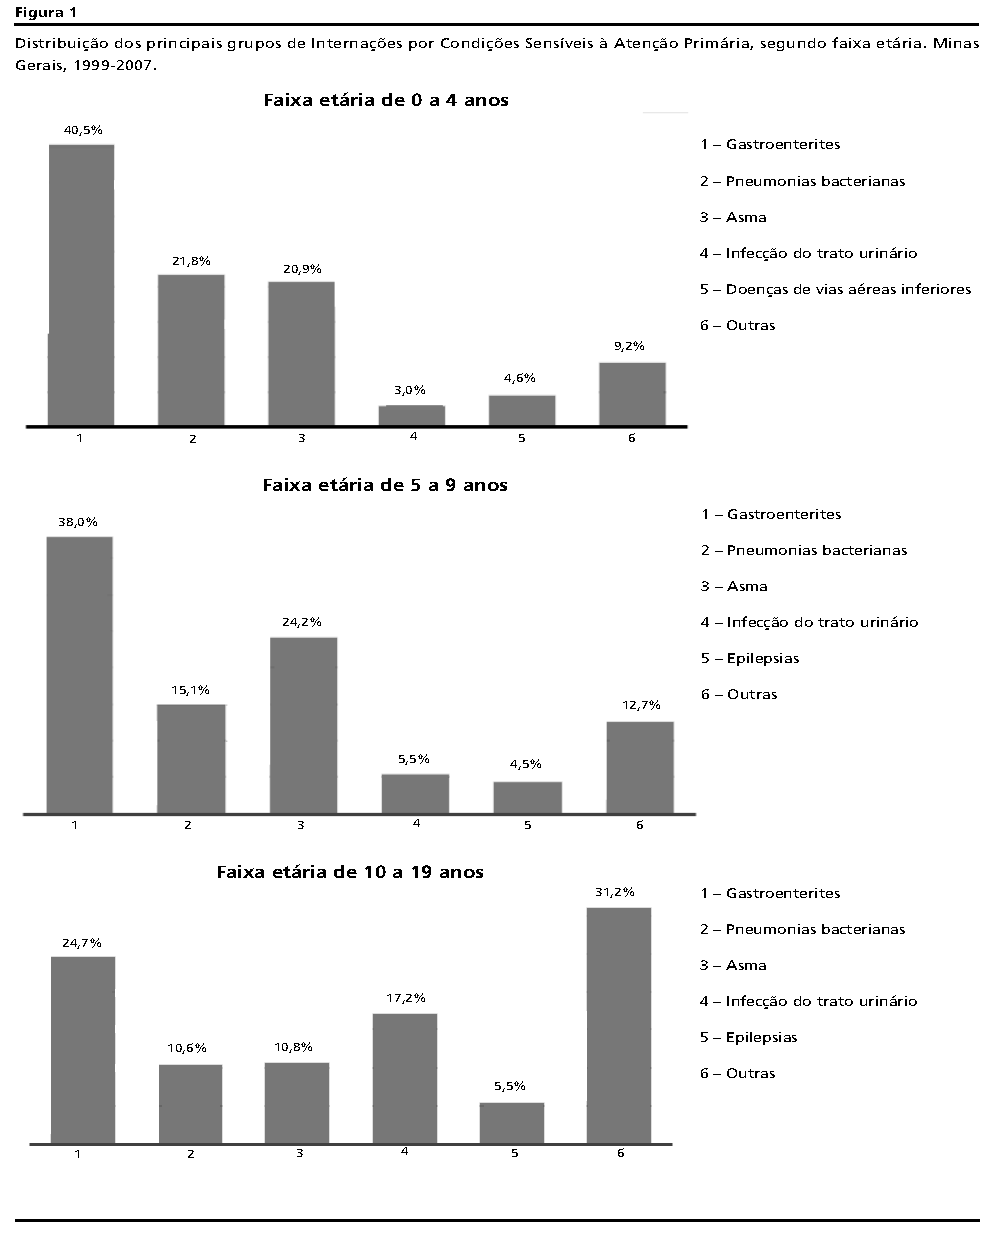 Figura 1
Distribuição dos principais grupos de Internações por Condições Sensíveis à Atenção Primária, segundo faixa etária. Minas
Gerais, 1999-2007.
Faixa etária de 0 a 4 anos
40,5%
21,8%
20,9%
3,0%
4,6%
9,2%
1
2
3
4
5
6
1 – Gastroenterites
2 – Pneumonias bacterianas
3 – Asma
4 – Infecção do trato urinário
5 – Doenças de vias aéreas inferiores
6 – Outras
Faixa etária de 5 a 9 anos
38,0%
15,1%
24,2%
5,5%
4,5%
12,7%
1
2
3
4
5
6
1 – Gastroenterites
2 – Pneumonias bacterianas
3 – Asma
4 – Infecção do trato urinário
5 – Epilepsias
6 – Outras
Faixa etária de 10 a 19 anos
24,7%
10,6%
10,8%
17,2%
5,5%
31,2%
1
2
3
4
5
6
1 – Gastroenterites
2 – Pneumonias bacterianas
3 – Asma
4 – Infecção do trato urinário
5 – Epilepsias
6 – Outras